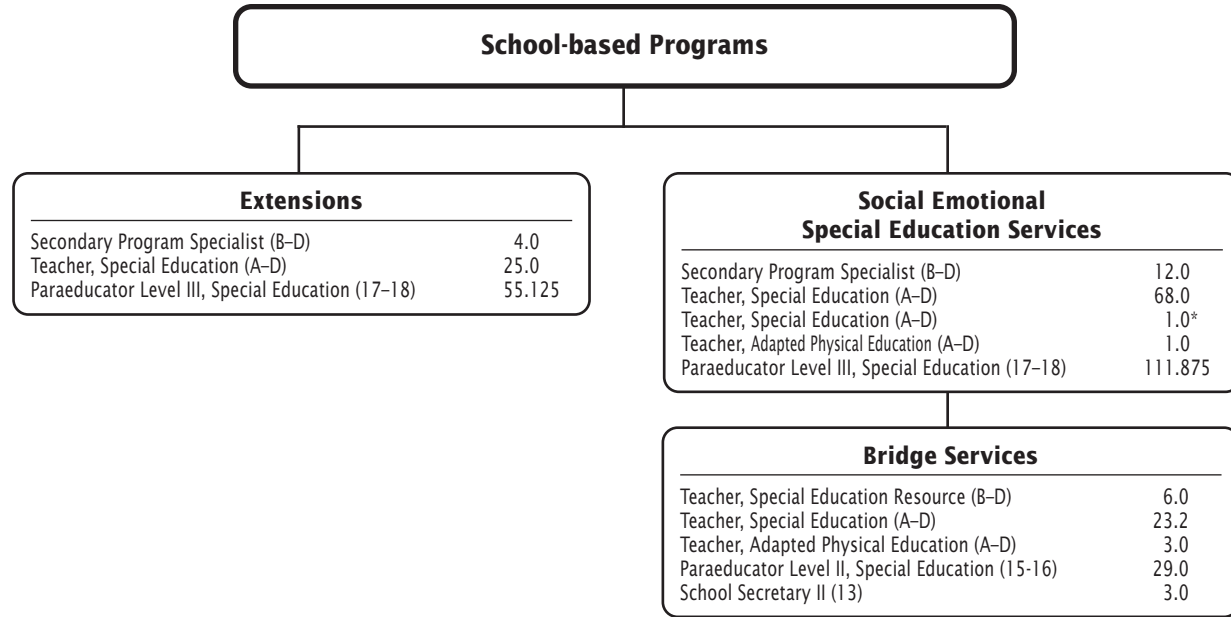 School-based Programs
Extensions
Secondary Program Specialist (B–D) 4.0
Teacher, Special Education (A–D) 25.0
Paraeducator Level III, Special Education (17–18) 55.125
Social Emotional
Special Education Services
Secondary Program Specialist (B–D) 12.0
Teacher, Special Education (A–D) 68.0
Teacher, Special Education (A–D) 1.0*
Teacher, Adapted Physical Education (A–D) 1.0
Paraeducator Level III, Special Education (17–18) 111.875
Bridge Services
Teacher, Special Education Resource (B–D) 6.0
Teacher, Special Education (A–D) 23.2
Teacher, Adapted Physical Education (A–D) 3.0
Paraeducator Level II, Special Education (15-16) 29.0
School Secretary II (13) 3.0